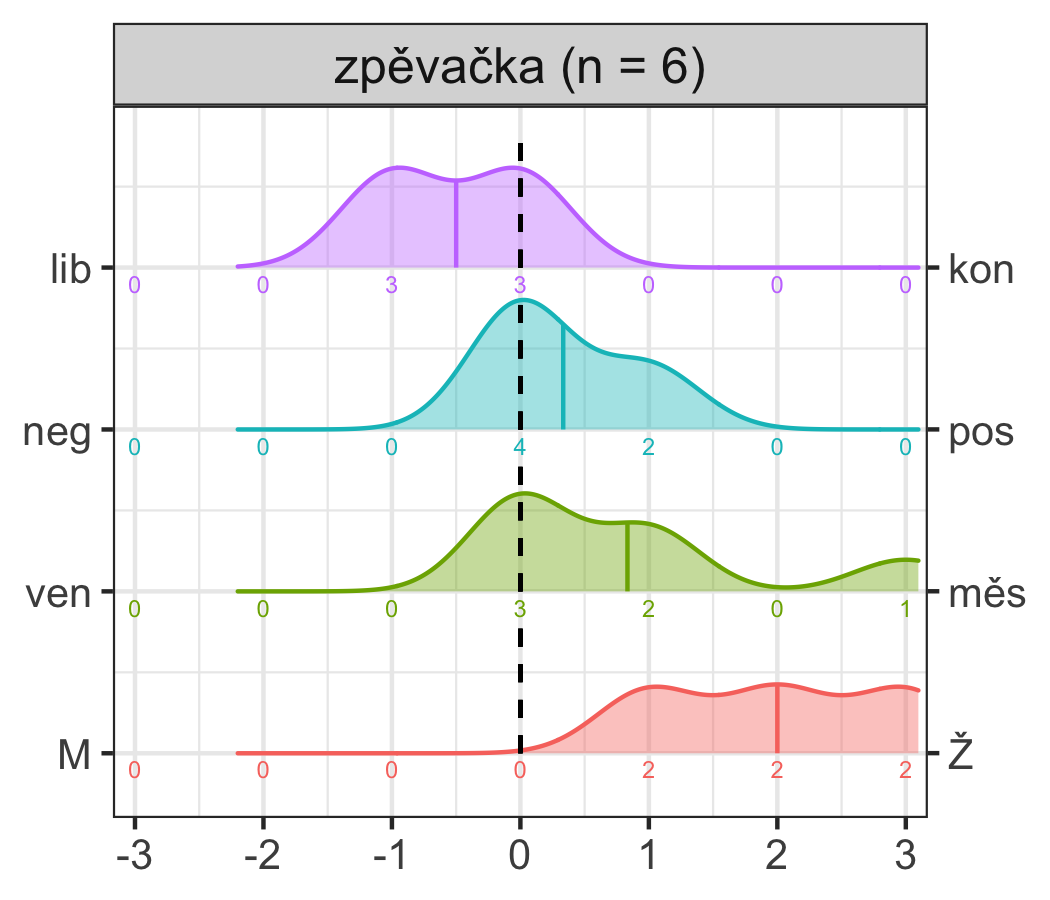 zpěvačka (n = 6)
lib kon
0 0 3 3 0 0 0
neg pos
0 0 0 4 2 0 0
ven měs
0 0 0 3 2 0 1
M Ž
0 0 0 0 2 2 2
-3 -2 -1 0 1 2 3